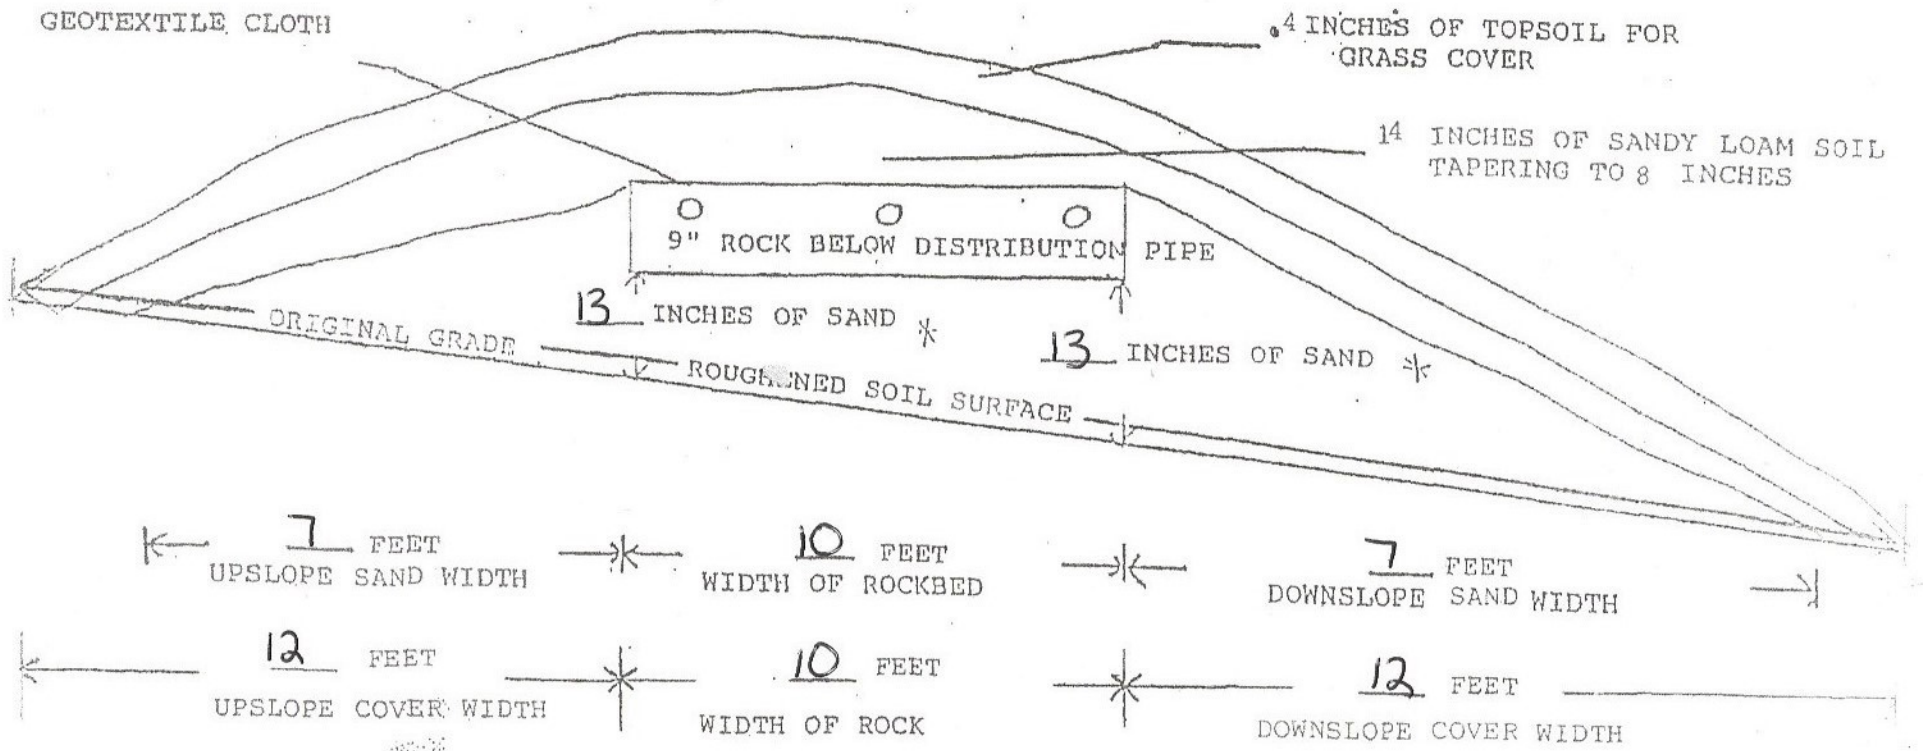 GEOTEXTILE CLOTH
.4 INCHES OF TOPSOIL FOR
GRASS COVER
14 INCHES OF SANDY LOAM SOIL
TAPERING TO 8 INCHES
9" ROCK BELOW DISTRIBUTION PIPE
13 INCHES OF SAND *
13 INCHES OF SAND *
ORIGINAL GRADE
ROUGHENED SOIL SURFACE
7 FEET
UPSLOPE SAND WIDTH
10 FEET
WIDTH OF ROCKBED
7 FEET
DOWNSLOPE SAND WIDTH
12 FEET
UPSLOPE COVER WIDTH
10 FEET
WIDTH OF ROCK
12 FEET
DOWNSLOPE COVER WIDTH